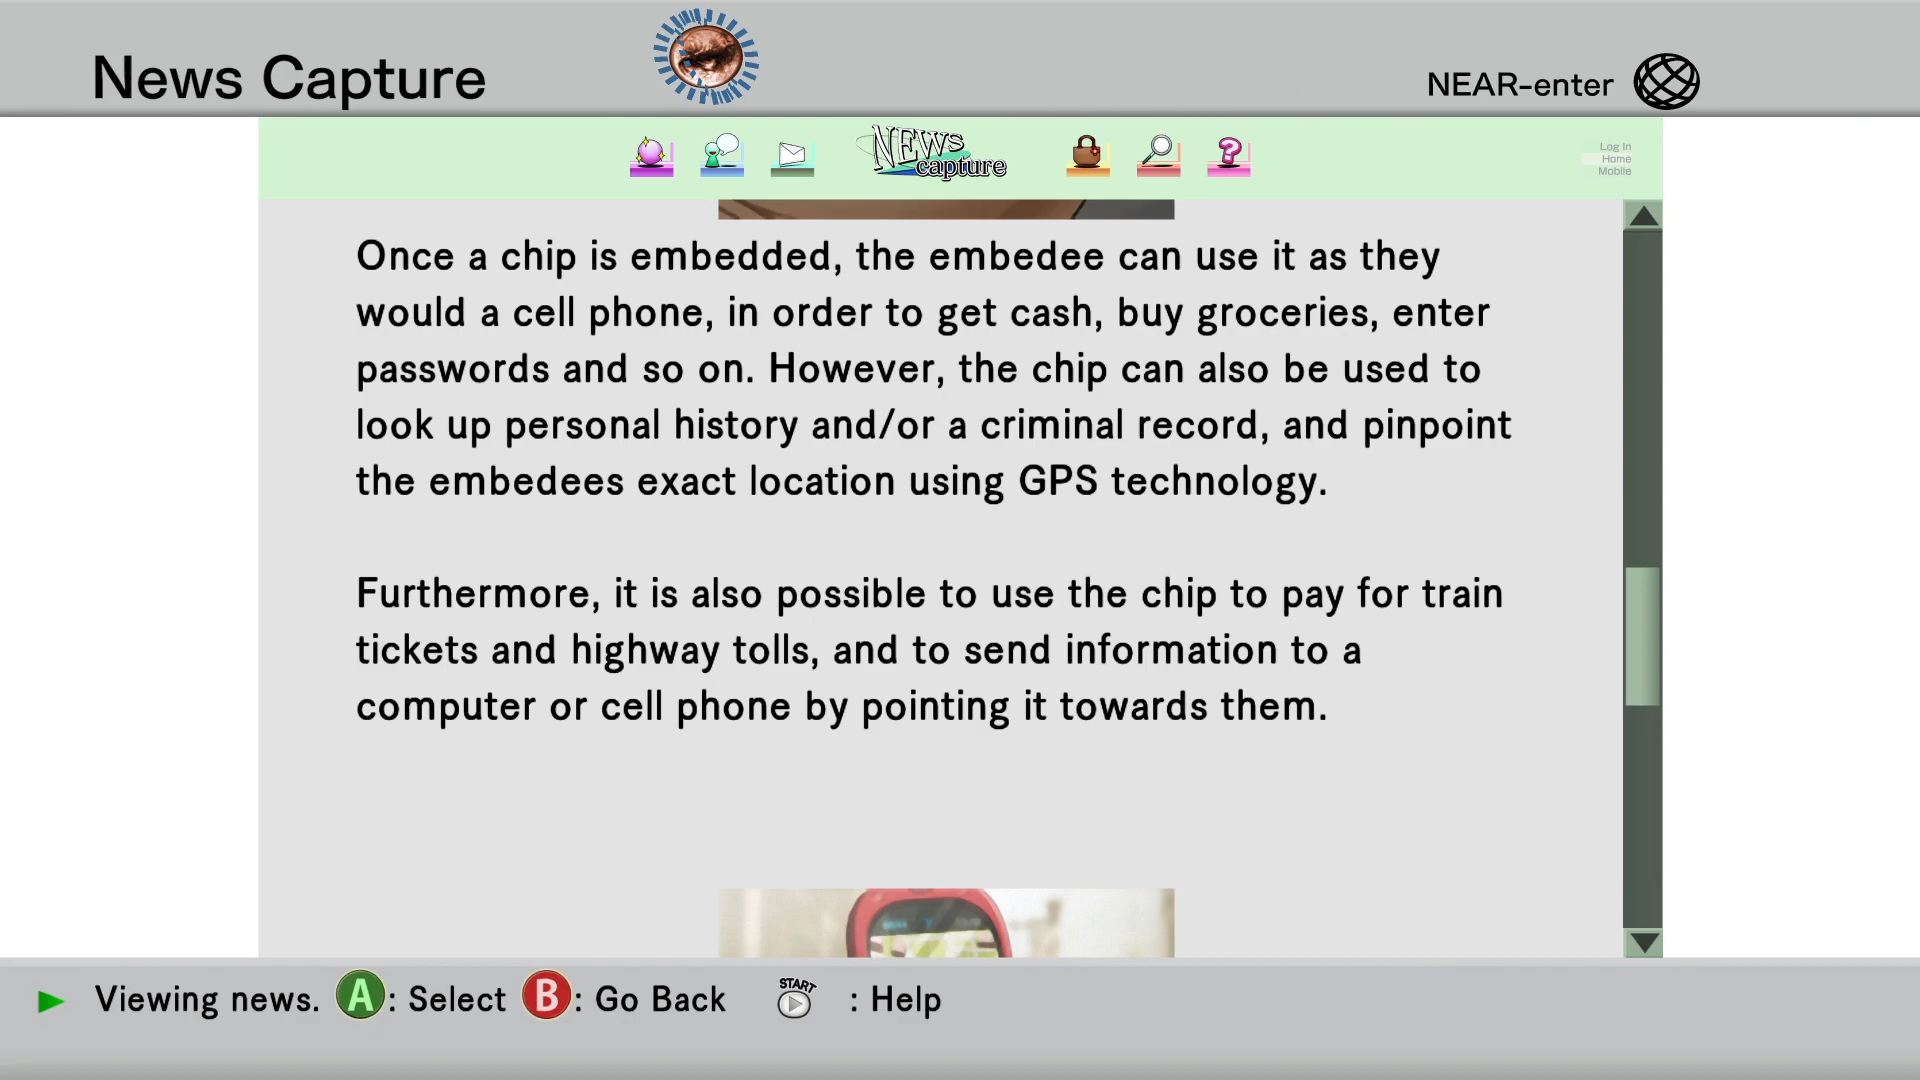 News Capture
NEAR-enter
NEWS
capture
Log In
Home
Mobile
Once a chip is embedded, the embedee can use it as they
would a cell phone, in order to get cash, buy groceries, enter
passwords and so on. However, the chip can also be used to
look up personal history and/or a criminal record, and pinpoint
the embedees exact location using GPS technology.
Furthermore, it is also possible to use the chip to pay for train
tickets and highway tolls, and to send information to a
computer or cell phone by pointing it towards them.
Viewing news. A : Select B : Go Back START : Help